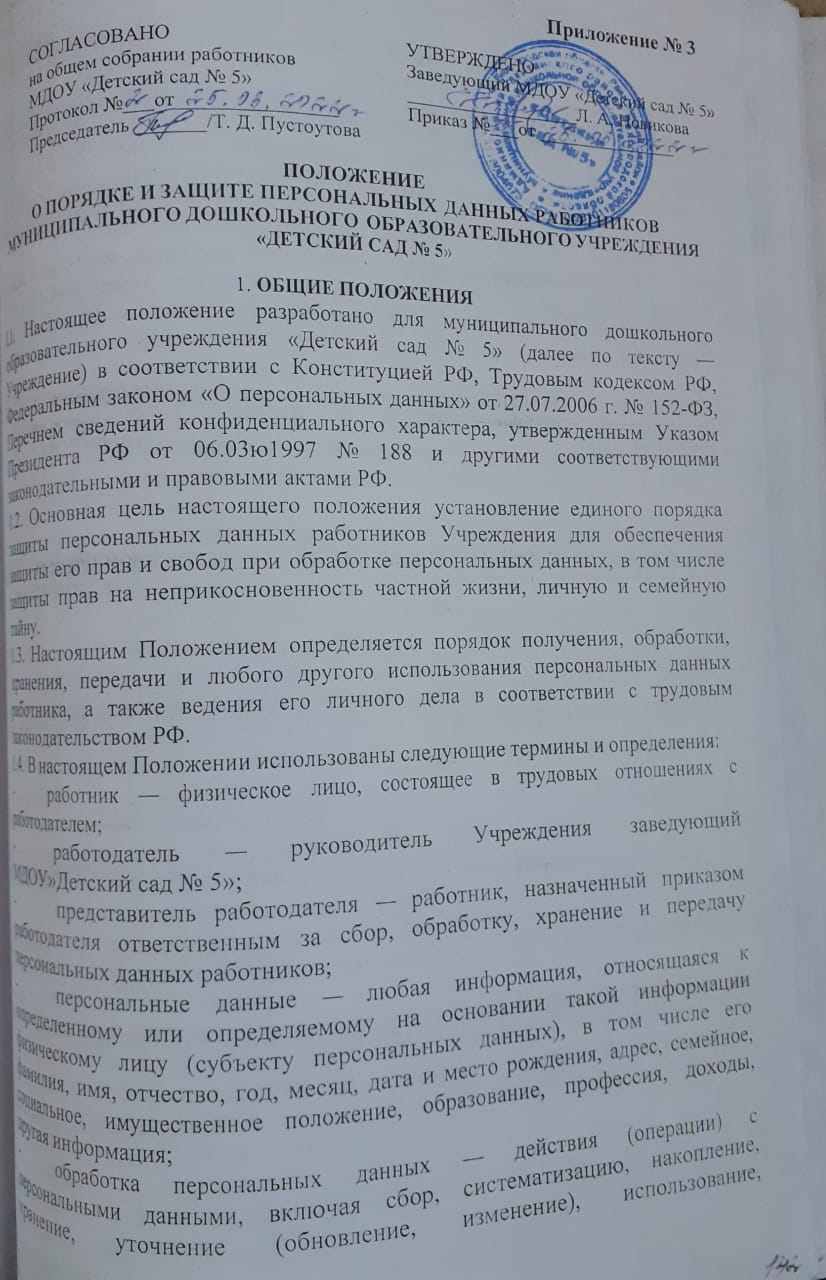 Приложение № 3
СОГЛАСОВАНО
на общем собрании работников
МДОУ «Детский сад № 5»
Протокол № от 25.08.
Председатель /Т. Д. Пустоутова
УТВЕРЖДЕНО
Заведующий МДОУ «Детский сад № 5»
Л. А. Новикова
Приказ № от
ПОЛОЖЕНИЕ
О ПОРЯДКЕ И ЗАЩИТЕ ПЕРСОНАЛЬНЫХ ДАННЫХ РАБОТНИКОВ
МУНИЦИПАЛЬНОГО ДОШКОЛЬНОГО ОБРАЗОВАТЕЛЬНОГО УЧРЕЖДЕНИЯ
«ДЕТСКИЙ САД № 5»
1. ОБЩИЕ ПОЛОЖЕНИЯ
1.1. Настоящее положение разработано для муниципального дошкольного
образовательного учреждения «Детский сад № 5» (далее по тексту —
Учреждение) в соответствии с Конституцией РФ, Трудовым кодексом РФ,
Федеральным законом «О персональных данных» от 27.07.2006 г. № 152-ФЗ,
Перечнем сведений конфиденциального характера, утвержденным Указом
Президента РФ от 06.03ю1997 № 188 и другими соответствующими
законодательными и правовыми актами РФ.
1.2. Основная цель настоящего положения установление единого порядка
защиты персональных данных работников Учреждения для обеспечения
защиты его прав и свобод при обработке персональных данных, в том числе
защиты прав на неприкосновенность частной жизни, личную и семейную
тайну.
1.3. Настоящим Положением определяется порядок получения, обработки,
хранения, передачи и любого другого использования персональных данных
работника, а также ведения его личного дела в соответствии с трудовым
законодательством РФ.
1.4. В настоящем Положении использованы следующие термины и определения:
работник — физическое лицо, состоящее в трудовых отношениях с
работодателем;
работодатель — руководитель Учреждения заведующий
МДОУ»Детский сад № 5»;
представитель работодателя — работник, назначенный приказом
работодателя ответственным за сбор, обработку, хранение и передачу
персональных данных работников;
персональные данные — любая информация, относящаяся к
определенному или определяемому на основании такой информации
физическому лицу (субъекту персональных данных), в том числе его
фамилия, имя, отчество, год, месяц, дата и место рождения, адрес, семейное,
социальное, имущественное положение, образование, профессия, доходы,
другая информация;
обработка персональных данных — действия (операции) с
персональными данными, включая сбор, систематизацию, накопление,
хранение, уточнение (обновление, изменение), использование,